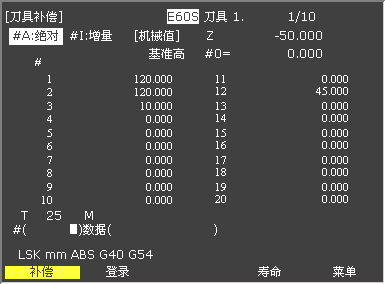 [刀具补偿] E60S 刀具 1. 1/10
#A:绝对 #I:增量 [机械值] Z -50.000
基准高 #0= 0.000
#
1 120.000 11 0.000
2 120.000 12 45.000
3 10.000 13 0.000
4 0.000 14 0.000
5 0.000 15 0.000
6 0.000 16 0.000
7 0.000 17 0.000
8 0.000 18 0.000
9 0.000 19 0.000
10 0.000 20 0.000
T 25 M
#( )数据( )
LSK mm ABS G40 G54
补偿 登录 寿命 菜单